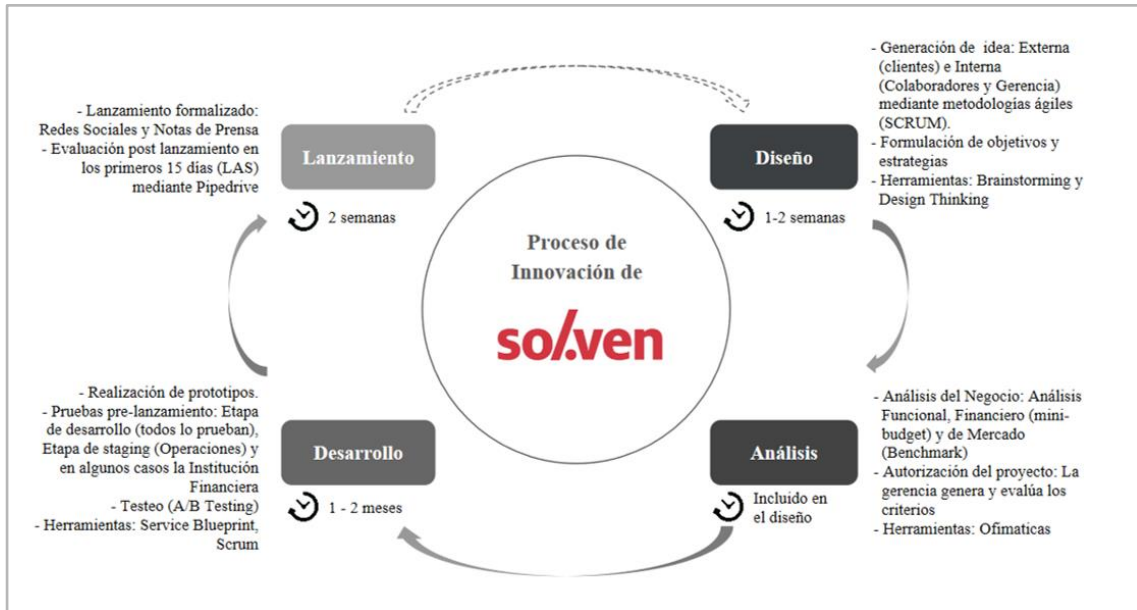 - Lanzamiento formalizado:
Redes Sociales y Notas de Prensa
- Evaluación post lanzamiento en
los primeros 15 días (LAS)
mediante Pipedrive
Lanzamiento
2 semanas
Diseño
1-2 semanas
- Generación de idea: Externa
(clientes) e Interna
(Colaboradores y Gerencia)
mediante metodologías ágiles
(SCRUM).
- Formulación de objetivos y
estrategias
- Herramientas: Brainstorming y
Design Thinking
Proceso de
Innovación de
sol.ven
- Realización de prototipos.
- Pruebas pre-lanzamiento: Etapa
de desarrollo (todos lo prueban),
Etapa de staging (Operaciones) y
en algunos casos la Institución
Financiera
- Testeo (A/B Testing)
- Herramientas: Service Blueprint,
Scrum
Desarrollo
1 - 2 meses
Análisis
Incluido en
el diseño
- Análisis del Negocio: Análisis
Funcional, Financiero (mini-
budget) y de Mercado
(Benchmark)
- Autorización del proyecto: La
gerencia genera y evalúa los
criterios
- Herramientas: Ofimaticas